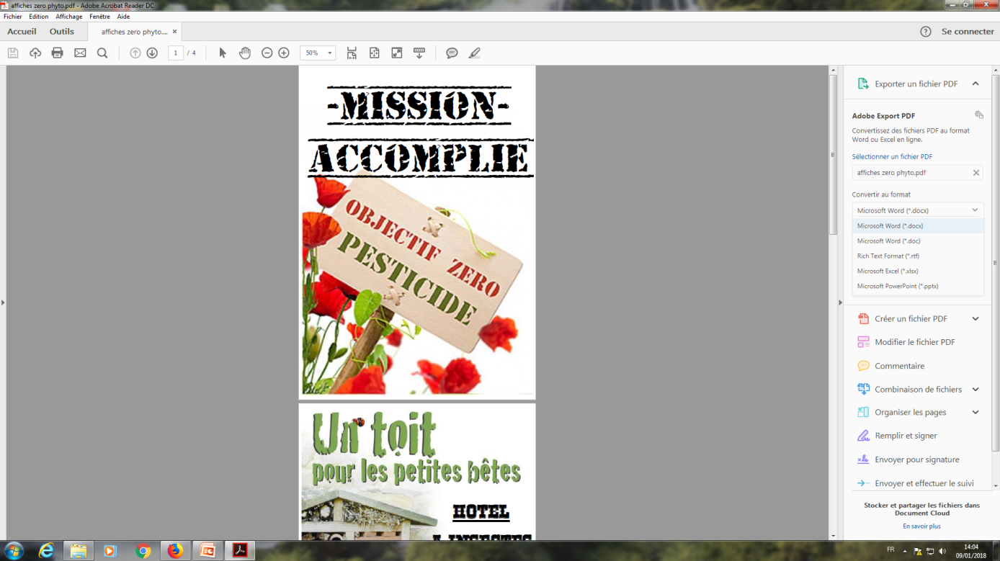 affiches zero phyto.pdf - Adobe Acrobat Reader DC
Fichier Edition Affichage Fenêtre Aide
Accueil Outils affiches zero phyto.... × ? Se connecter
1 / 4 50%
-MISSION-
ACCOMPLIE
OBJECTIF ZERO
PESTICIDE
Un toit
pour les petites bêtes
HOTEL
Exporter un fichier PDF
Adobe Export PDF
Convertissez des fichiers PDF au format
Word ou Excel en ligne.
Sélectionner un fichier PDF
affiches zero phyto.pdf
Convertir au format
Microsoft Word (*.docx)
Microsoft Word (*.docx)
Microsoft Word (*.doc)
Rich Text Format (*.rtf)
Microsoft Excel (*.xlsx)
Microsoft PowerPoint (*.pptx)
Créer un fichier PDF
Modifier le fichier PDF
Commentaire
Combinaison de fichiers
Organiser les pages
Remplir et signer
Envoyer pour signature
Envoyer et effectuer le suivi
Stocker et partager les fichiers dans
Document Cloud
En savoir plus
FR 14:04
09/01/2018